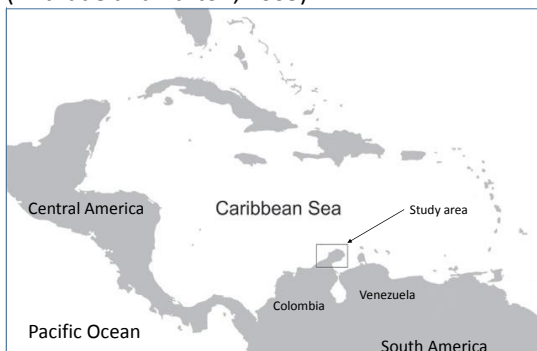 Central America
Caribbean Sea
Study area
Colombia
Venezuela
Pacific Ocean
South America